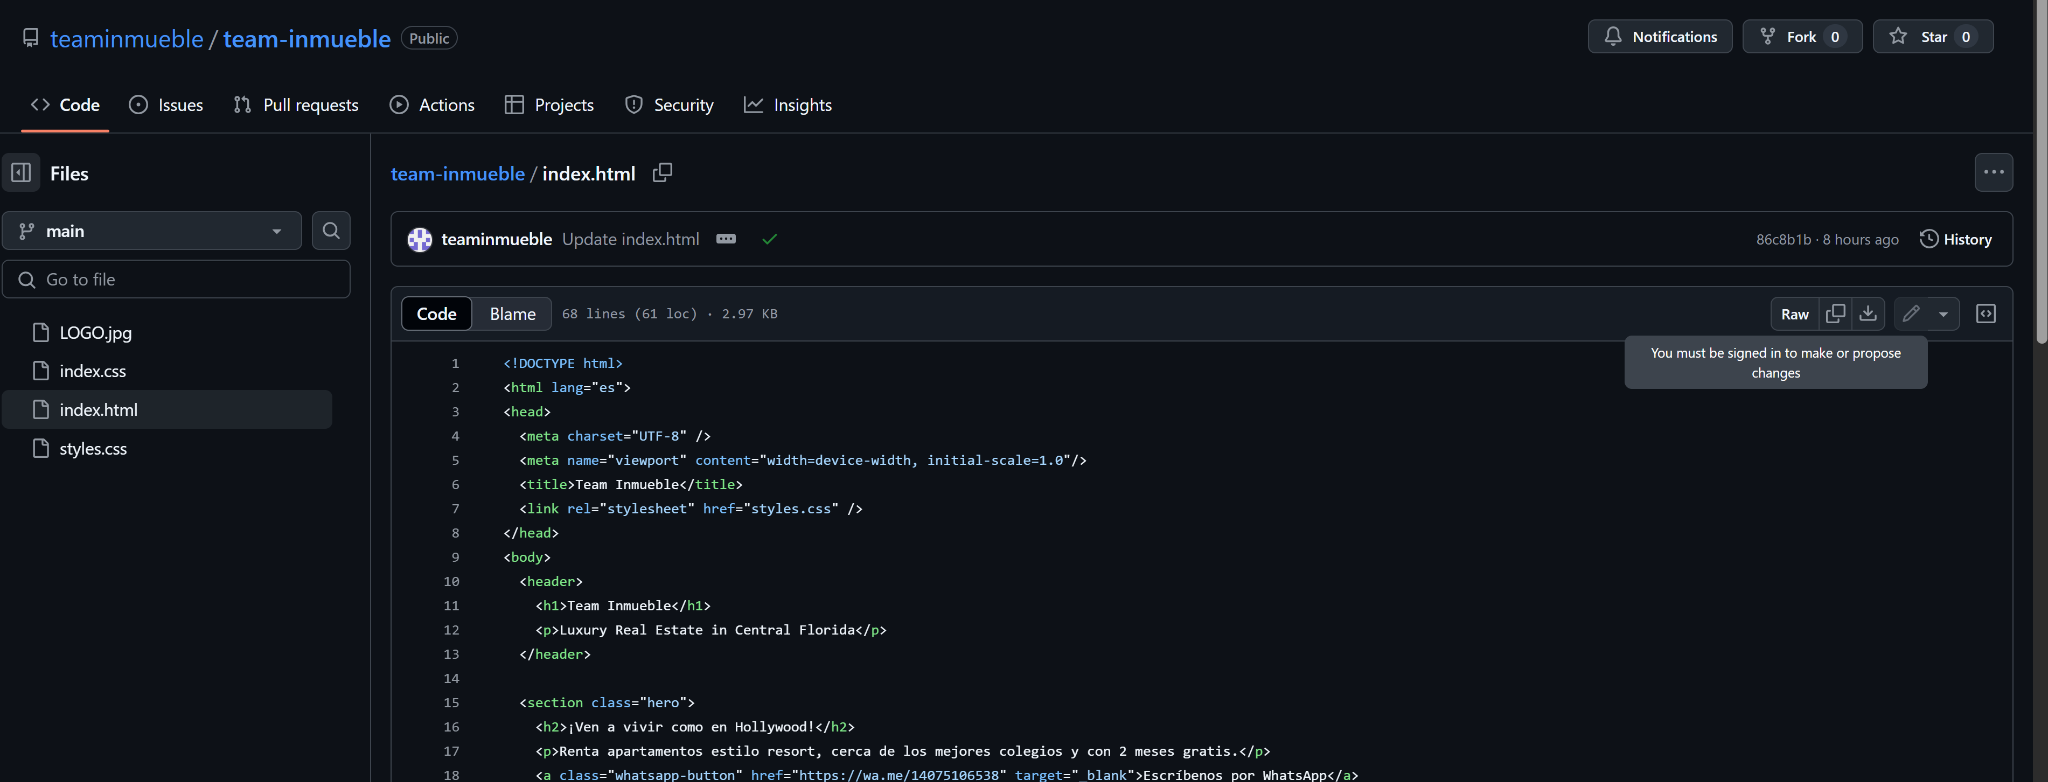 teaminmueble / team-inmueble Public
Notifications Fork 0 Star 0
Code Issues Pull requests Actions Projects Security Insights
Files
main
Go to file
LOGO.jpg
index.css
index.html
styles.css
team-inmueble / index.html
teaminmueble Update index.html 86c8b1b · 8 hours ago History
Code Blame 68 lines (61 loc) · 2.97 KB Raw
You must be signed in to make or propose
changes
1 <!DOCTYPE html>
2 <html lang="es">
3 <head>
4 <meta charset="UTF-8" />
5 <meta name="viewport" content="width=device-width, initial-scale=1.0"/>
6 <title>Team Inmueble</title>
7 <link rel="stylesheet" href="styles.css" />
8 </head>
9 <body>
10 <header>
11 <h1>Team Inmueble</h1>
12 <p>Luxury Real Estate in Central Florida</p>
13 </header>
14
15 <section class="hero">
16 <h2>¡Ven a vivir como en Hollywood!</h2>
17 <p>Renta apartamentos estilo resort, cerca de los mejores colegios y con 2 meses gratis.</p>
18 <a class="whatsapp-button" href="https://wa.me/14075106538" target="_blank">Escríbenos por WhatsApp</a>